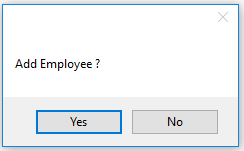 Add Employee ?
Yes
No